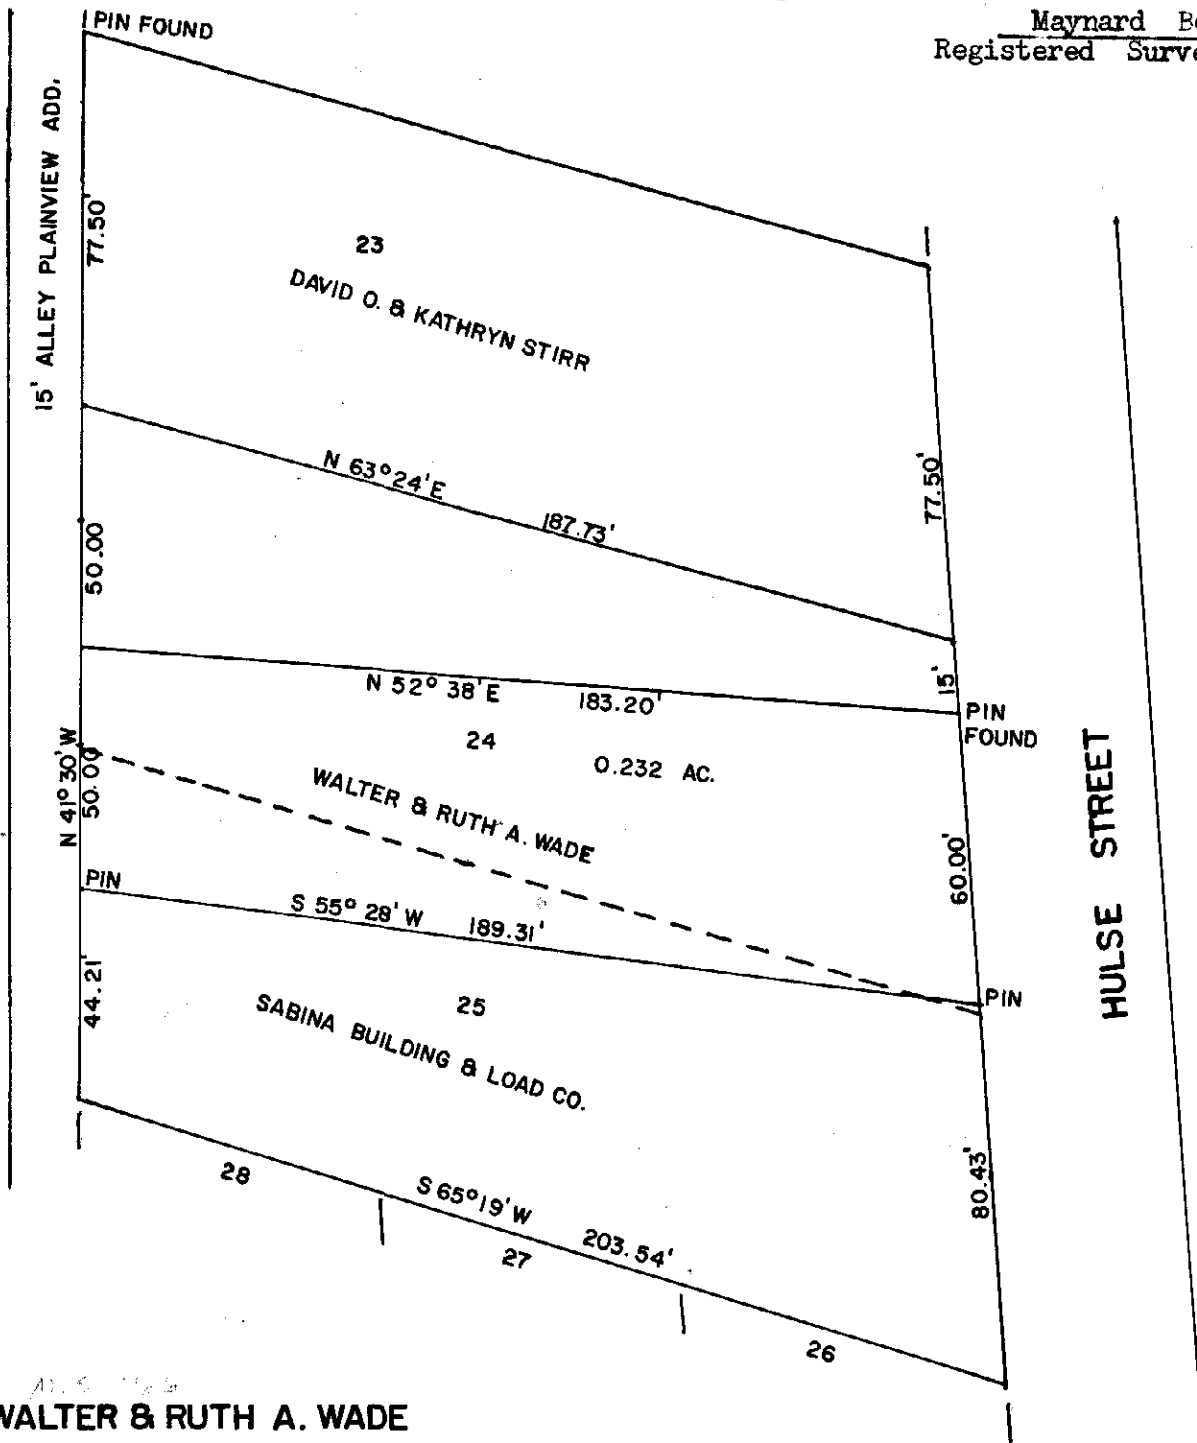 Maynard
Registered
PIN FOUND
15' ALLEY PLAINVIEW ADD.
77.50'
23
DAVID O. & KATHRYN STIRR
77.50'
N 63°24'E 187.73'
50.00
15'
N 52° 38'E 183.20'
PIN
FOUND
24
0.232 AC.
HULSE STREET
N 41° 30' W
50.00'
WALTER & RUTH A. WADE
60.00'
PIN
S 55° 28' W 189.31'
PIN
44.21'
25
SABINA BUILDING & LOAD CO.
80.43'
28
S 65°19'W 203.54'
27
26
WALTER & RUTH A. WADE